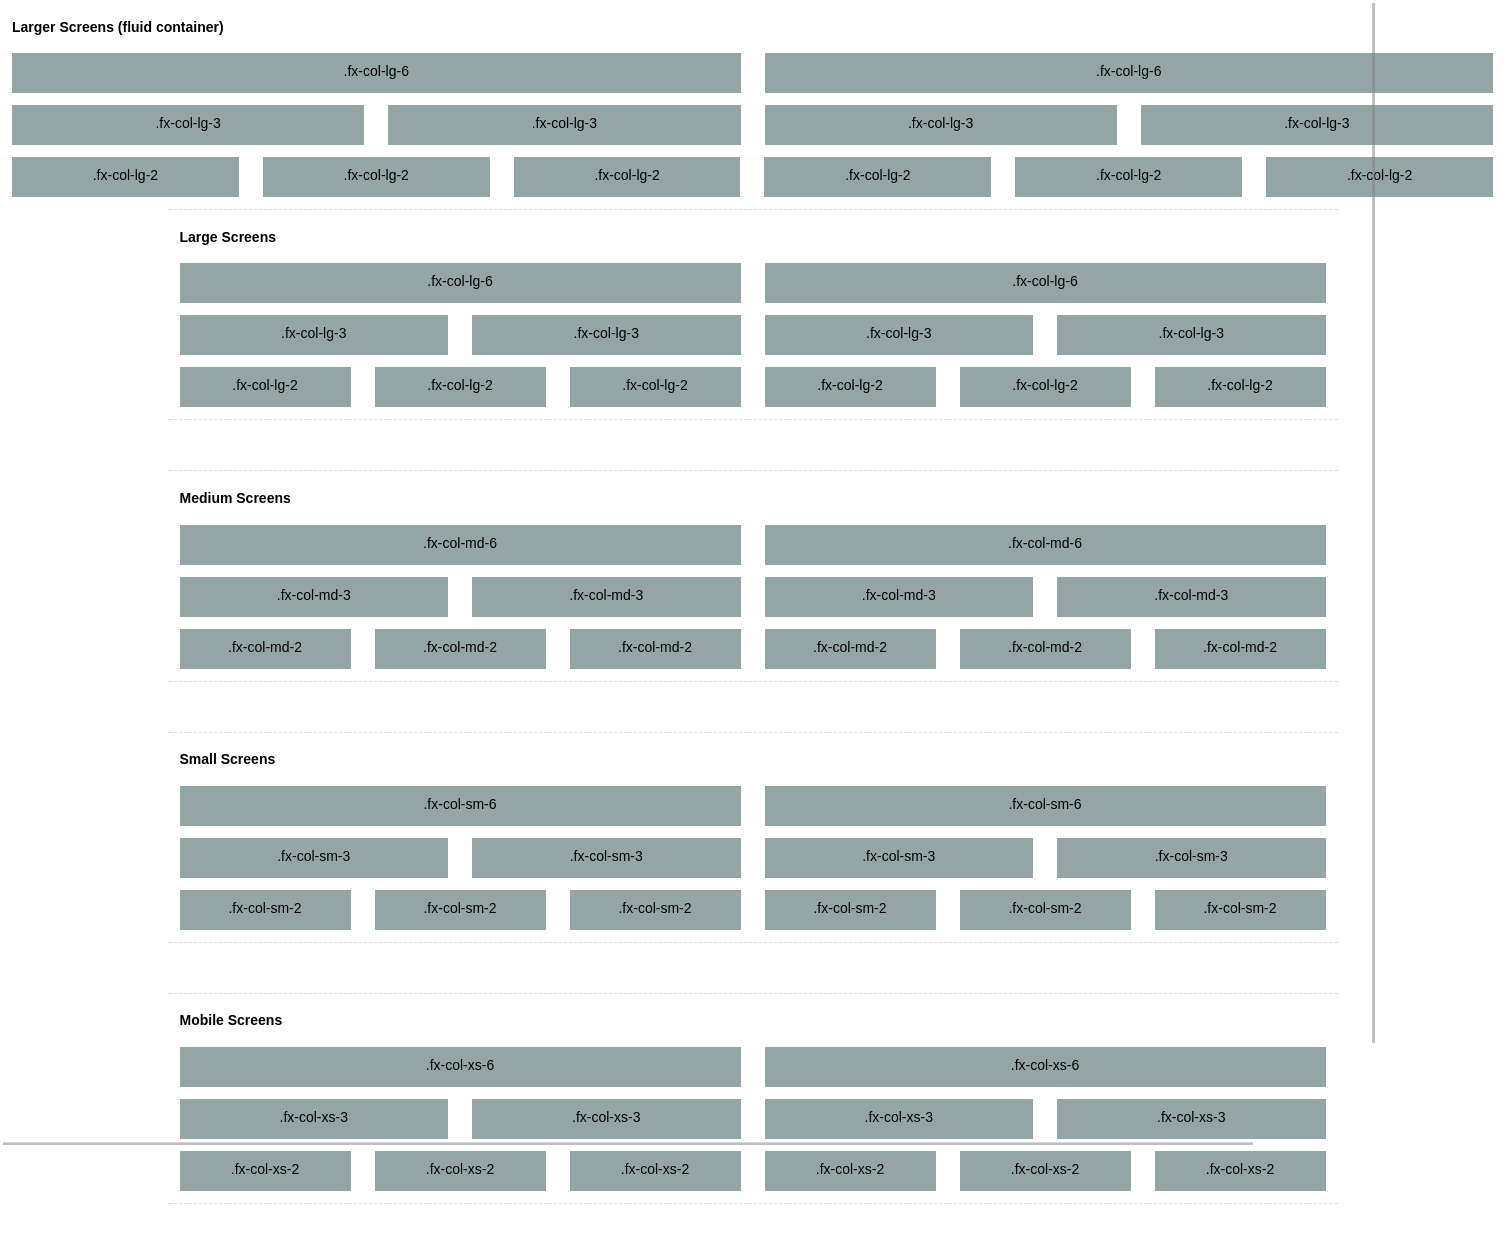 Larger Screens (fluid container)
.fx-col-lg-6 .fx-col-lg-6
.fx-col-lg-3 .fx-col-lg-3 .fx-col-lg-3 .fx-col-lg-3
.fx-col-lg-2 .fx-col-lg-2 .fx-col-lg-2 .fx-col-lg-2 .fx-col-lg-2 .fx-col-lg-2
Large Screens
.fx-col-lg-6 .fx-col-lg-6
.fx-col-lg-3 .fx-col-lg-3 .fx-col-lg-3 .fx-col-lg-3
.fx-col-lg-2 .fx-col-lg-2 .fx-col-lg-2 .fx-col-lg-2 .fx-col-lg-2 .fx-col-lg-2
Medium Screens
.fx-col-md-6 .fx-col-md-6
.fx-col-md-3 .fx-col-md-3 .fx-col-md-3 .fx-col-md-3
.fx-col-md-2 .fx-col-md-2 .fx-col-md-2 .fx-col-md-2 .fx-col-md-2 .fx-col-md-2
Small Screens
.fx-col-sm-6 .fx-col-sm-6
.fx-col-sm-3 .fx-col-sm-3 .fx-col-sm-3 .fx-col-sm-3
.fx-col-sm-2 .fx-col-sm-2 .fx-col-sm-2 .fx-col-sm-2 .fx-col-sm-2 .fx-col-sm-2
Mobile Screens
.fx-col-xs-6 .fx-col-xs-6
.fx-col-xs-3 .fx-col-xs-3 .fx-col-xs-3 .fx-col-xs-3
.fx-col-xs-2 .fx-col-xs-2 .fx-col-xs-2 .fx-col-xs-2 .fx-col-xs-2 .fx-col-xs-2